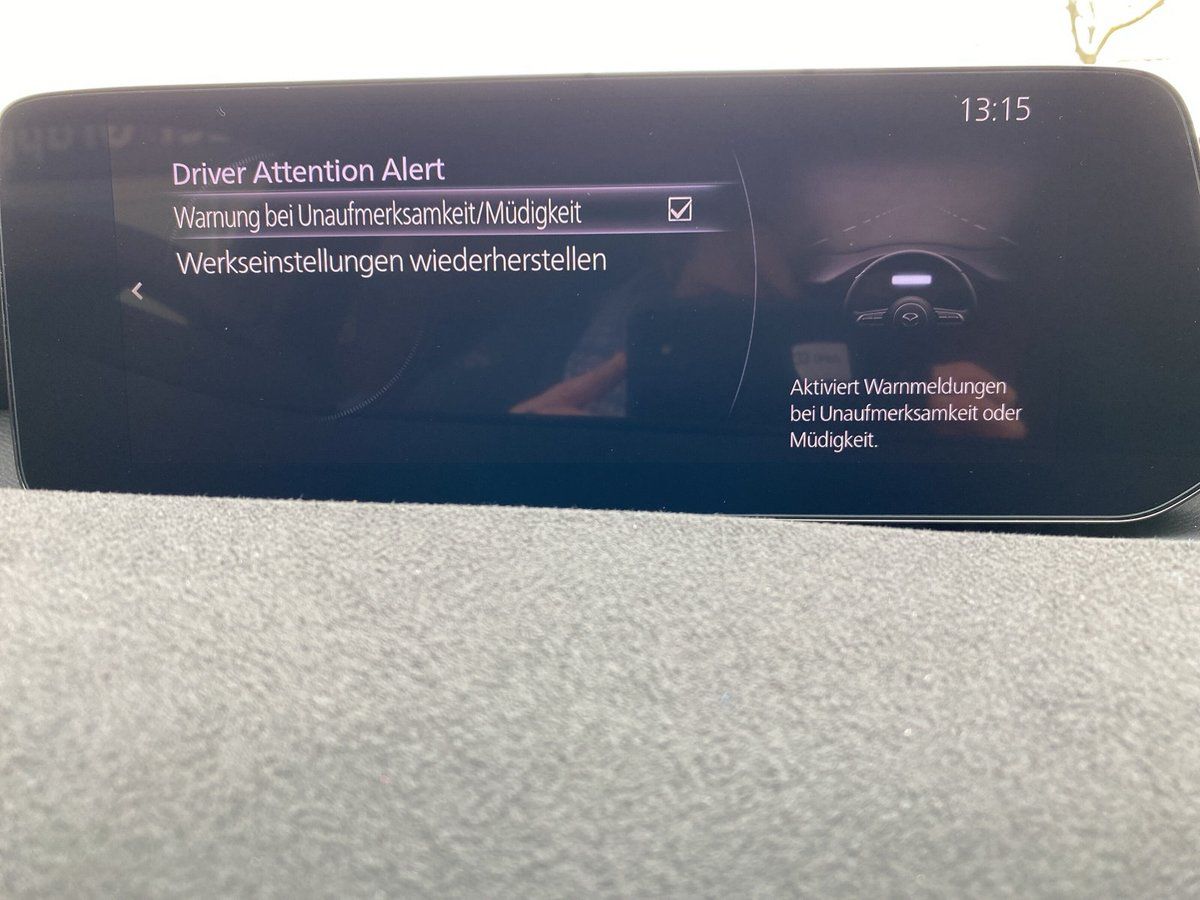 13:15
Driver Attention Alert
Warnung bei Unaufmerksamkeit/Müdigkeit
Werkseinstellungen wiederherstellen
Aktiviert Warnmeldungen
bei Unaufmerksamkeit oder
Müdigkeit.